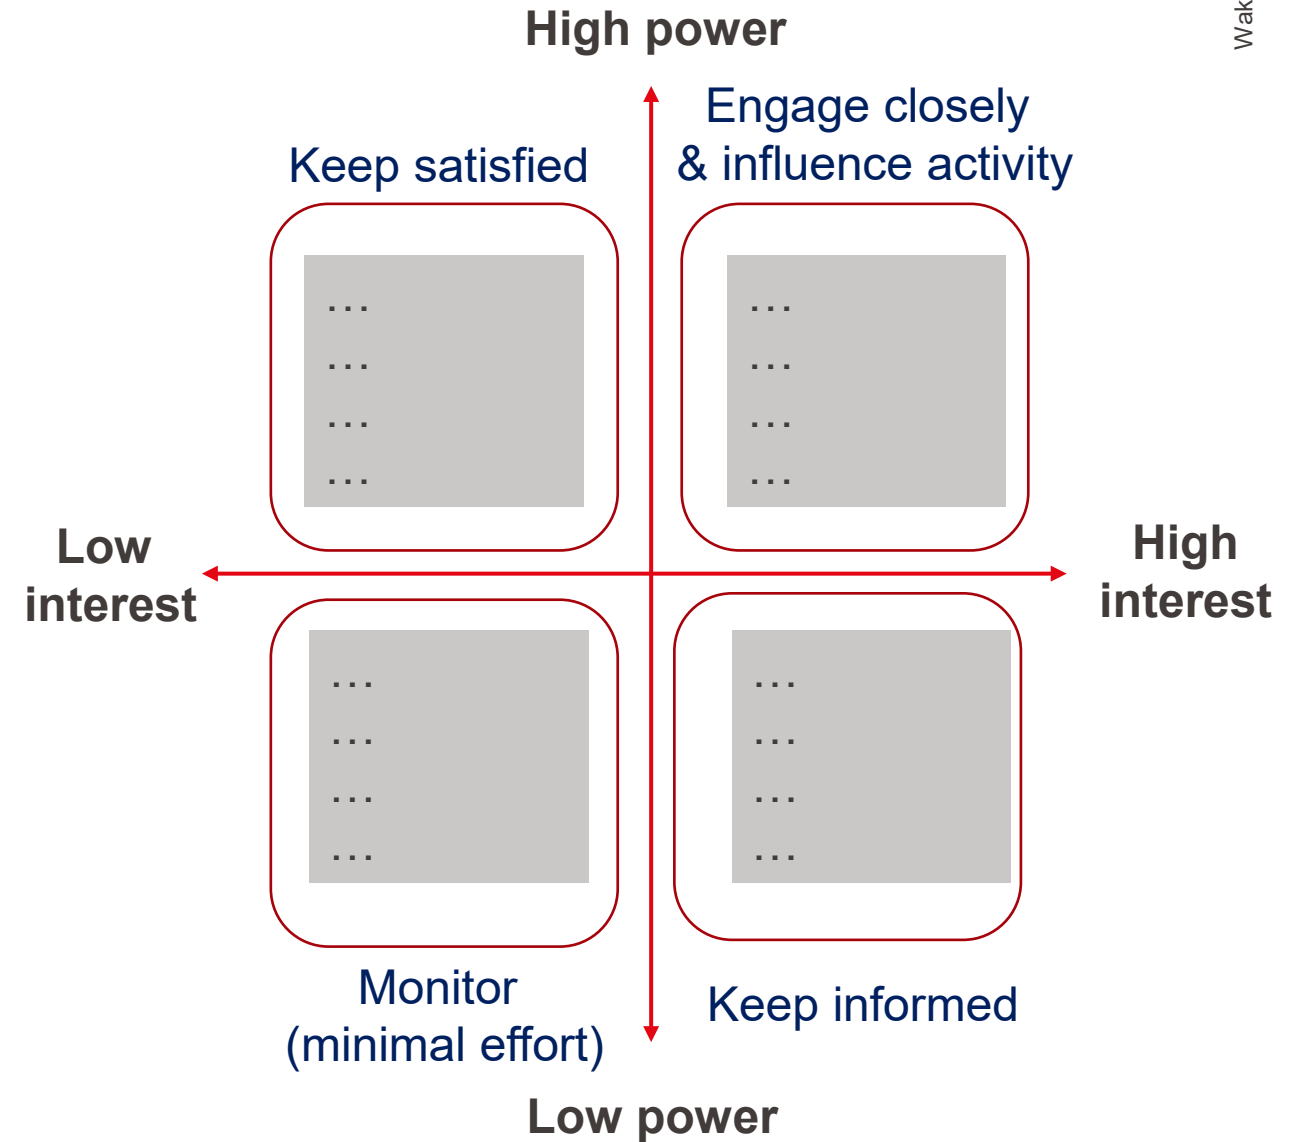 High power
Engage closely
& influence activity
Keep satisfied
...
...
...
...
...
...
...
...
Low
interest
High
interest
...
...
...
...
...
...
...
...
Monitor
(minimal effort)
Keep informed
Low power